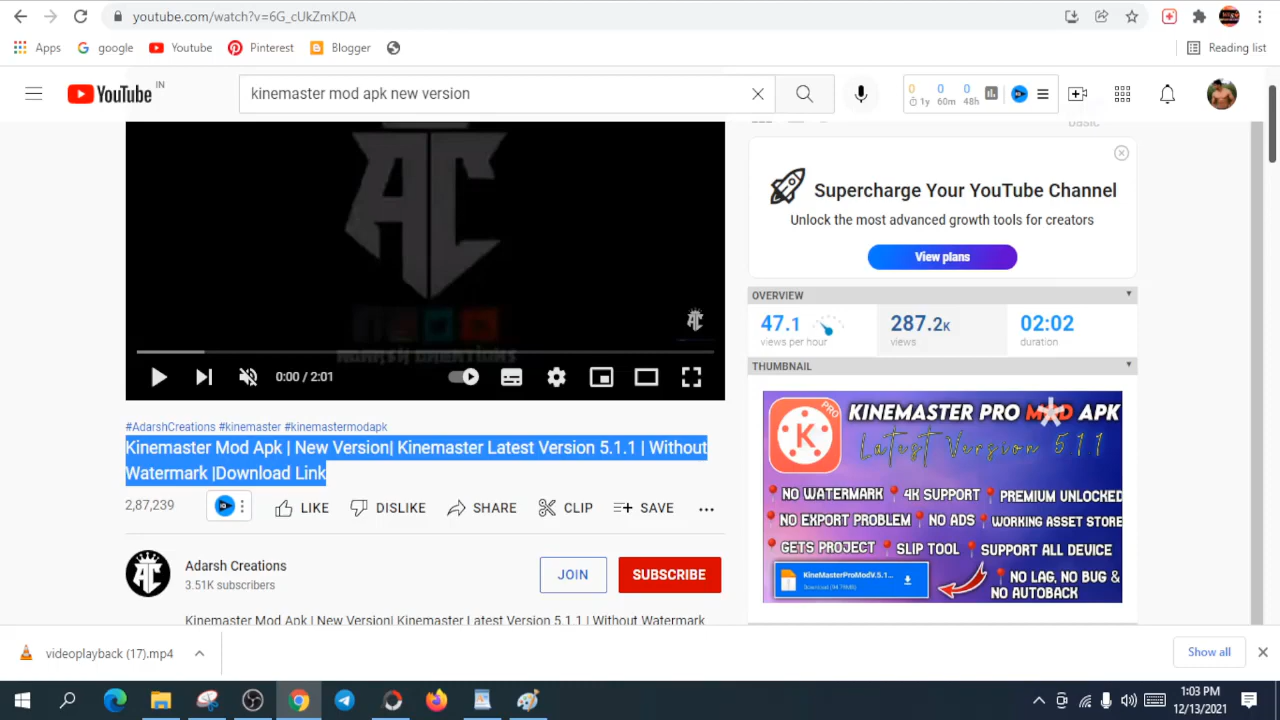 youtube.com/watch?v=6G_cUkZmKDA
Apps google Youtube Pinterest Blogger Reading list
YouTube IN
kinemaster mod apk new version
0 0 0
1y 60m 48h
AC
Supercharge Your YouTube Channel
Unlock the most advanced growth tools for creators
View plans
OVERVIEW
47.1 287.2K 02:02
views per hour views duration
THUMBNAIL
ADARSH CREATIONS
0:00 / 2:01
KINEMASTER PRO MOD APK
Latest Version 5.1.1
PRO
K
NO WATERMARK 4K SUPPORT PREMIUM UNLOCKED
NO EXPORT PROBLEM NO ADS WORKING ASSET STORE
GETS PROJECT SLIP TOOL SUPPORT ALL DEVICE
KineMasterProModV.5.1...
NO LAG, NO BUG &
NO AUTOBACK
#AdarshCreations #kinemaster #kinemastermodapk
Kinemaster Mod Apk | New Version| Kinemaster Latest Version 5.1.1 | Without
Watermark |Download Link
2,87,239 LIKE DISLIKE SHARE CLIP SAVE
Adarsh Creations
3.51K subscribers
JOIN SUBSCRIBE
Kinemaster Mod Apk | New Version| Kinemaster Latest Version 5.1.1 | Without Watermark
videoplayback (17).mp4 Show all
1:03 PM
12/13/2021